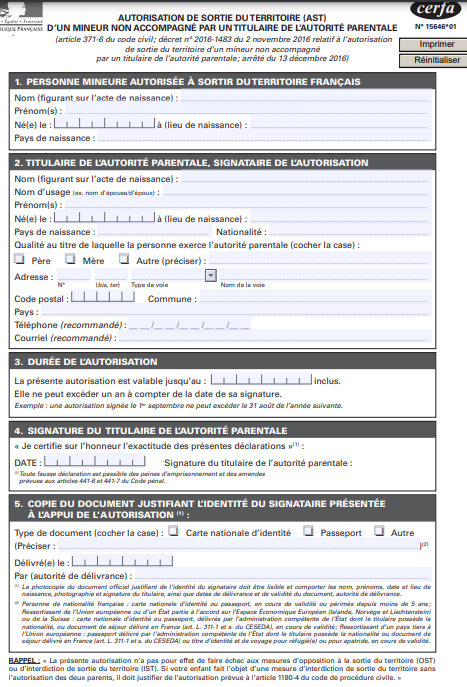 Égalité • Fraternité
RÉPUBLIQUE FRANÇAISE
AUTORISATION DE SORTIE DU TERRITOIRE (AST)
D'UN MINEUR NON ACCOMPAGNÉ PAR UN TITULAIRE DE L'AUTORITÉ PARENTALE
(article 371-6 du code civil ; décret n° 2016-1483 du 2 novembre 2016 relatif à l'autorisation
de sortie du territoire d'un mineur non accompagné
par un titulaire de l'autorité parentale ; arrêté du 13 décembre 2016)
cerfa
N° 15646*01
Imprimer
Réinitialiser
1. PERSONNE MINEURE AUTORISÉE À SORTIR DU TERRITOIRE FRANÇAIS
Nom (figurant sur l'acte de naissance) :
Prénom(s) :
Né(e) le : à (lieu de naissance) :
Pays de naissance :
2. TITULAIRE DE L'AUTORITÉ PARENTALE, SIGNATAIRE DE L'AUTORISATION
Nom (figurant sur l'acte de naissance) :
Nom d'usage (ex. nom d'épouse/d'époux) :
Prénom(s) :
Né(e) le : à (lieu de naissance) :
Pays de naissance : Nationalité :
Qualité au titre de laquelle la personne exerce l'autorité parentale (cocher la case) :
Père Mère Autre (préciser) :
Adresse :
N° (bis, ter) Type de voie Nom de la voie
Code postal : Commune :
Pays :
Téléphone (recommandé) : __ __/__ __/__ __/__ __/__ __
Courriel (recommandé) :
3. DURÉE DE L'AUTORISATION
La présente autorisation est valable jusqu'au : inclus.
Elle ne peut excéder un an à compter de la date de sa signature.
Exemple : une autorisation signée le 1er septembre ne peut excéder le 31 août de l'année suivante.
4. SIGNATURE DU TITULAIRE DE L'AUTORITÉ PARENTALE
« Je certifie sur l'honneur l'exactitude des présentes déclarations »(1) :
DATE : Signature du titulaire de l'autorité parentale :
(1) Toute fausse déclaration est passible des peines d'emprisonnement et des amendes
prévues aux articles 441-6 et 441-7 du Code pénal.
5. COPIE DU DOCUMENT JUSTIFIANT L'IDENTITÉ DU SIGNATAIRE PRÉSENTÉE
À L'APPUI DE L'AUTORISATION (1) :
Type de document (cocher la case) : Carte nationale d'identité Passeport Autre
(Préciser : )(2)
Délivré(e) le :
Par (autorité de délivrance) :
(1) La photocopie du document officiel justifiant de l'identité du signataire doit être lisible et comporter les nom, prénoms, date et lieu de
naissance, photographie et signature du titulaire, ainsi que dates de délivrance et de validité du document, autorité de délivrance.
(2) Personne de nationalité française : carte nationale d'identité ou passeport, en cours de validité ou périmés depuis moins de 5 ans ;
Ressortissant de l'Union européenne ou d'un État partie à l'accord sur l'Espace Économique Européen (Islande, Norvège et Liechtenstein)
ou de la Suisse : carte nationale d'identité ou passeport, délivrés par l'administration compétente de l'État dont le titulaire possède la
nationalité, ou document de séjour délivré en France (art. L. 311-1 et s. du CESEDA), en cours de validité ; Ressortissant d'un pays tiers à
l'Union européenne : passeport délivré par l'administration compétente de l'État dont le titulaire possède la nationalité ou document de
séjour délivré en France (art. L. 311-1 et s. du CESEDA) ou titre d'identité et de voyage pour réfugié(e) ou pour apatride, en cours de validité.
RAPPEL : « La présente autorisation n'a pas pour effet de faire échec aux mesures d'opposition à la sortie du territoire (OST)
ou d'interdiction de sortie du territoire (IST). Si votre enfant fait l'objet d'une mesure d'interdiction de sortie du territoire sans
l'autorisation des deux parents, il doit justifier de l'autorisation prévue à l'article 1180-4 du code de procédure civile. »